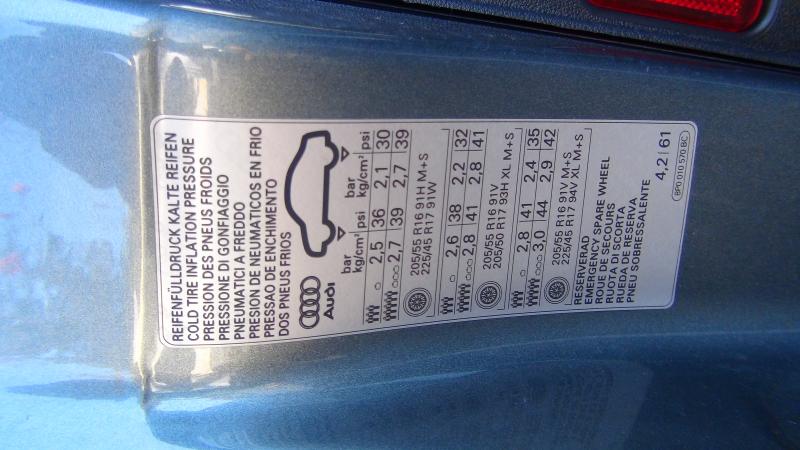 REIFENFÜLLDRUCK KALTE REIFEN
COLD TIRE INFLATION PRESSURE
PRESSION DES PNEUS FROIDS
PRESSIONE DI GONFIAGGIO
PNEUMATICI A FREDDO
PRESION DE NEUMATICOS EN FRIO
PRESSAO DE ENCHIMENTO
DOS PNEUS FRIOS
Audi
bar kg/cm² psi bar kg/cm² psi
2,5 36 2,1 30
2,7 39 2,7 39
205/55 R16 91H M+S
225/45 R17 91W
2,6 38 2,2 32
2,8 41 2,8 41
205/55 R16 91V
205/50 R17 93H XL M+S
2,8 41 2,4 35
3,0 44 2,9 42
205/55 R16 91V M+S
225/45 R17 94V XL M+S
RESERVERAD
EMERGENCY SPARE WHEEL
ROUE DE SECOURS
RUOTA DI SCORTA
RUEDA DE RESERVA
PNEU SOBRESSALENTE
4,2 | 61
8P0 010 570 BC